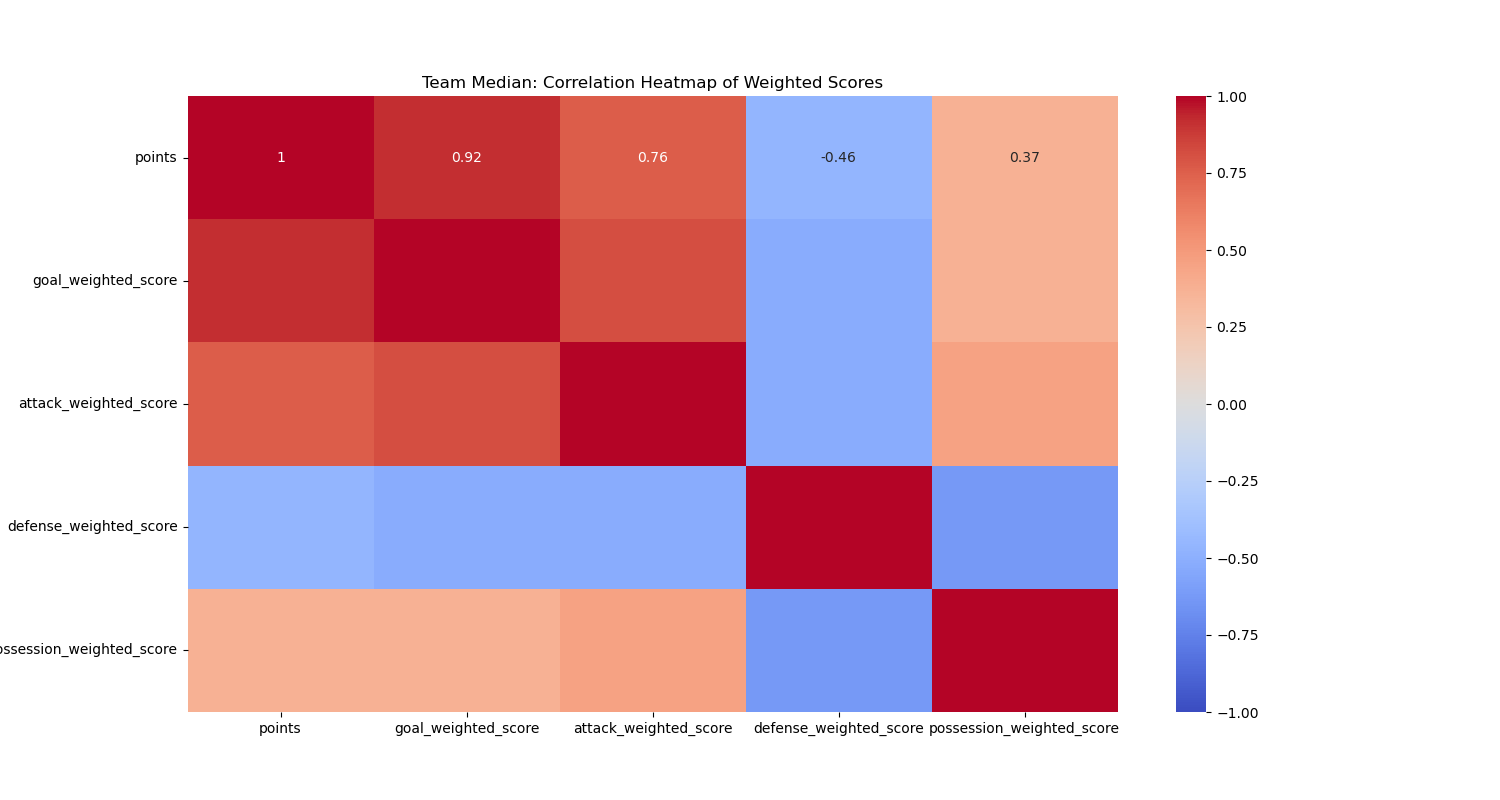 Team Median: Correlation Heatmap of Weighted Scores
points
1
0.92
0.76
-0.46
0.37
goal_weighted_score
attack_weighted_score
defense_weighted_score
ossession_weighted_score
points
goal_weighted_score
attack_weighted_score
defense_weighted_score
possession_weighted_score
1.00
0.75
0.50
0.25
0.00
−0.25
−0.50
−0.75
−1.00